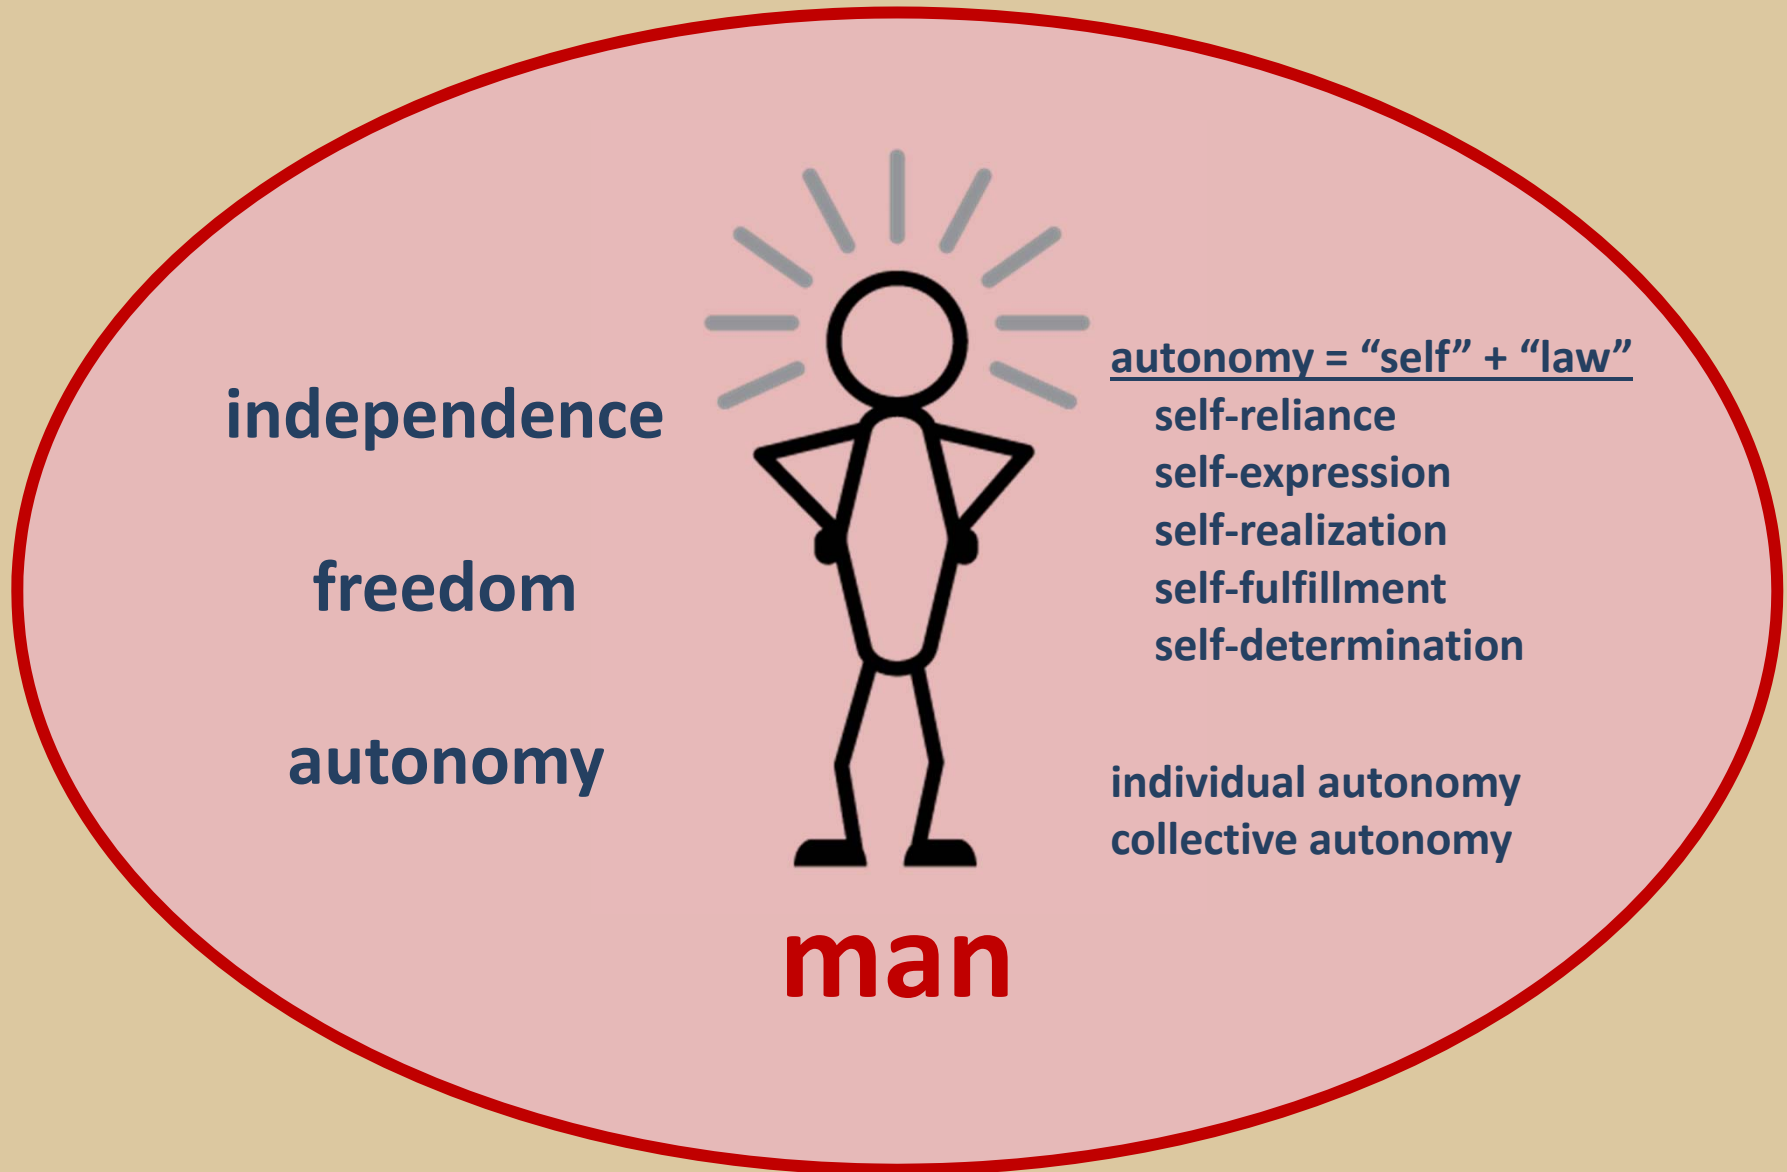 independence
freedom
autonomy
autonomy = “self” + “law”
self-reliance
self-expression
self-realization
self-fulfillment
self-determination
individual autonomy
collective autonomy
man